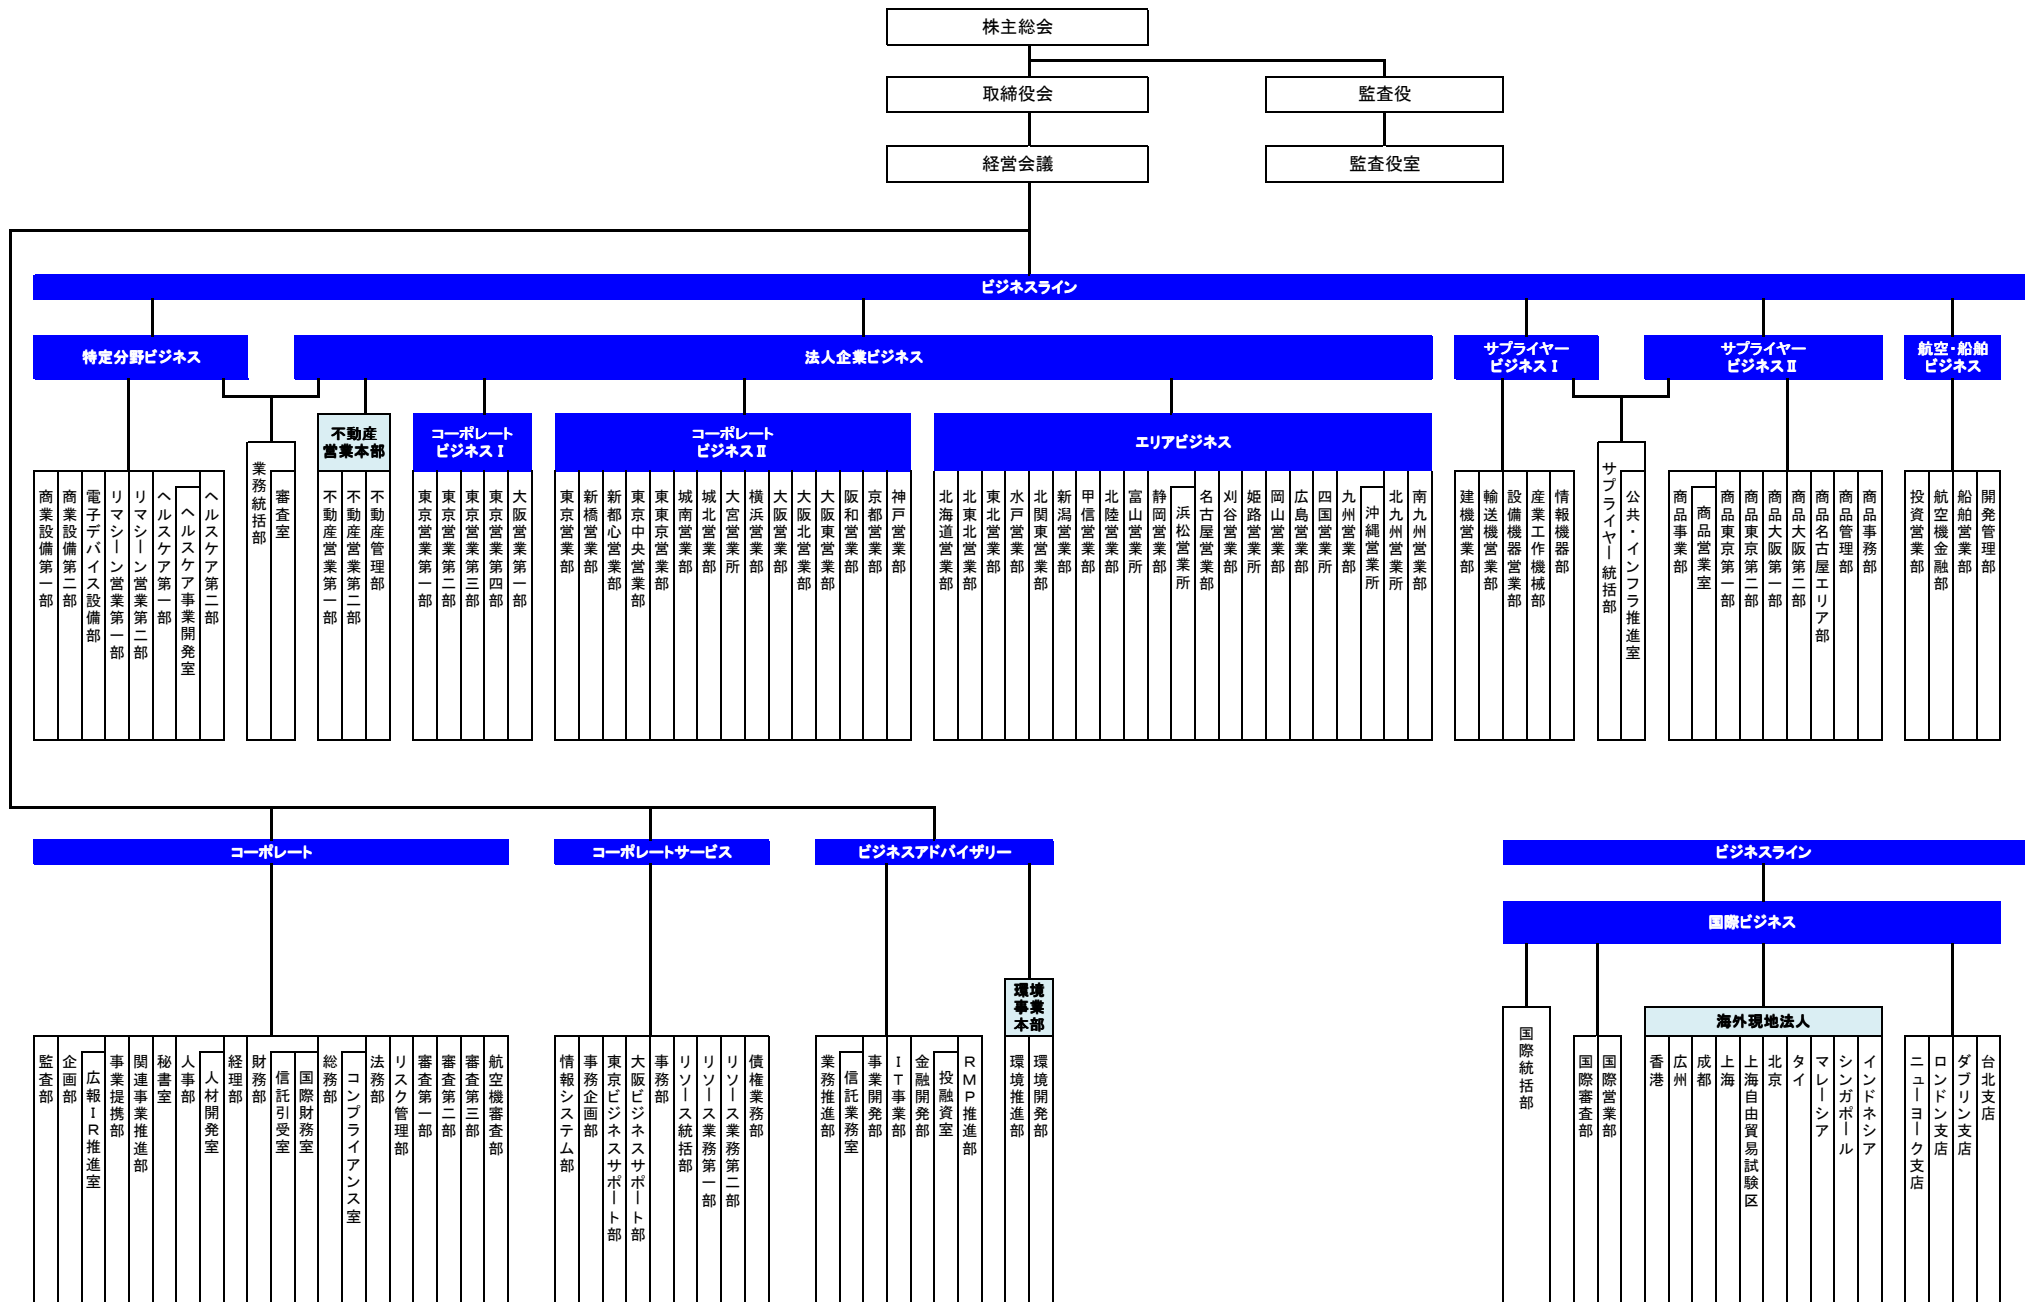 株主総会
取締役会
監査役
経営会議
監査役室
ビジネスライン
特定分野ビジネス
法人企業ビジネス
サプライヤー
ビジネスⅠ
サプライヤー
ビジネスⅡ
航空・船舶
ビジネス
不動産
営業本部
コーポレート
ビジネスⅠ
コーポレート
ビジネスⅡ
エリアビジネス
商業設備第一部
商業設備第二部
電子デバイス設備部
リマシーン営業第一部
リマシーン営業第二部
ヘルスケア第一部
ヘルスケア事業開発室
ヘルスケア第二部
業務統括部
審査室
不動産営業第一部
不動産営業第二部
不動産管理部
東京営業第一部
東京営業第二部
東京営業第三部
東京営業第四部
大阪営業第一部
東京営業部
新橋営業部
新都心営業部
東京中央営業部
東東京営業部
城南営業部
城北営業部
大宮営業所
横浜営業部
大阪営業部
大阪北営業部
大阪東営業部
阪和営業部
京都営業部
神戸営業部
北海道営業部
北東北営業部
東北営業部
水戸営業部
北関東営業部
新潟営業部
甲信営業部
北陸営業部
富山営業所
静岡営業部
浜松営業所
名古屋営業部
刈谷営業部
姫路営業所
岡山営業部
広島営業部
四国営業所
九州営業部
沖縄営業所
北九州営業所
南九州営業部
建機営業部
輸送機営業部
設備機器営業部
産業工作機械部
情報機器部
サプライヤー統括部
公共・インフラ推進室
商品事業部
商品営業室
商品東京第一部
商品東京第二部
商品大阪第一部
商品大阪第二部
商品名古屋エリア部
商品管理部
商品事務部
投資営業部
航空機金融部
船舶営業部
開発管理部
コーポレート
コーポレートサービス
ビジネスアドバイザリー
ビジネスライン
国際ビジネス
環境
事業
本部
海外現地法人
監査部
企画部
広報ＩＲ推進室
事業提携部
関連事業推進部
秘書室
人事部
人材開発室
経理部
財務部
信託引受室
国際財務室
総務部
コンプライアンス室
法務部
リスク管理部
審査第一部
審査第二部
審査第三部
航空機審査部
情報システム部
事務企画部
東京ビジネスサポート部
大阪ビジネスサポート部
事務部
リソース統括部
リソース業務第一部
リソース業務第二部
債権業務部
業務推進部
信託業務室
事業開発部
ＩＴ事業部
金融開発部
投融資室
ＲＭＰ推進部
環境推進部
環境開発部
国際統括部
国際審査部
国際営業部
香港
広州
成都
上海
上海自由貿易試験区
北京
タイ
マレーシア
シンガポール
インドネシア
ニューヨーク支店
ロンドン支店
ダブリン支店
台北支店